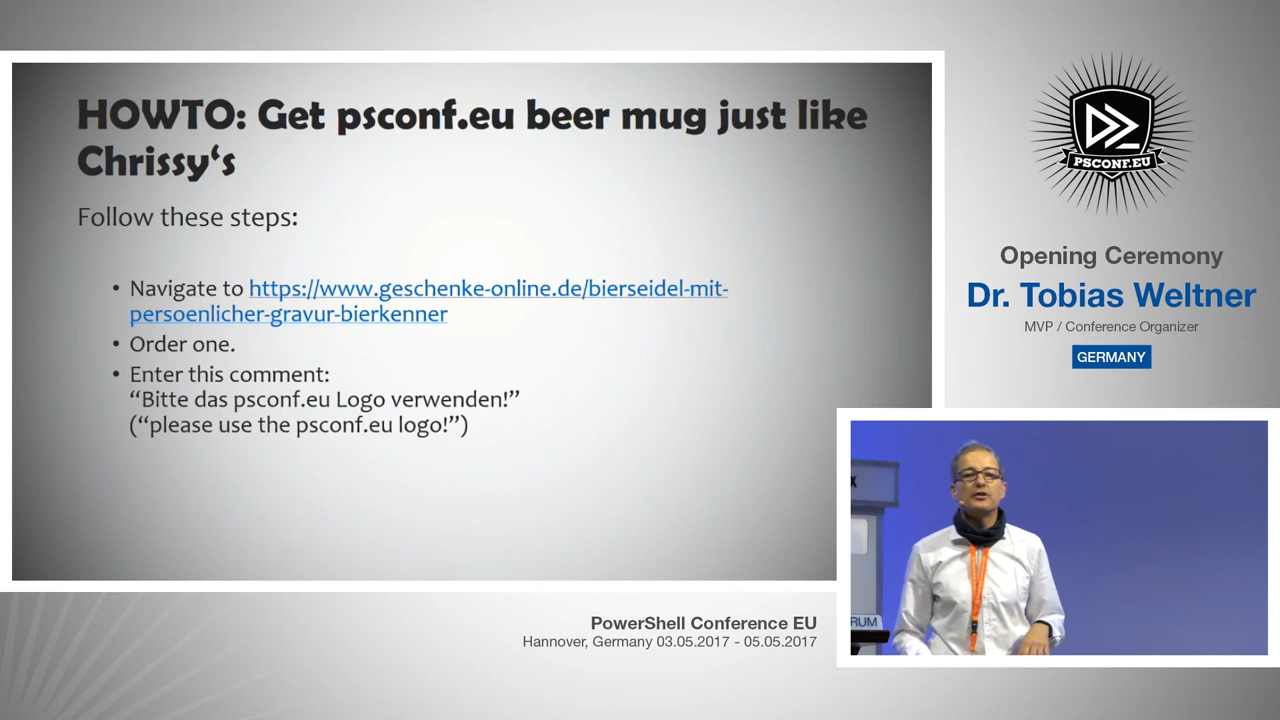 HOWTO: Get psconf.eu beer mug just like
Chrissy‘s
Follow these steps:
• Navigate to https://www.geschenke-online.de/bierseidel-mit-
persoenlicher-gravur-bierkenner
• Order one.
• Enter this comment:
“Bitte das psconf.eu Logo verwenden!”
(“please use the psconf.eu logo!”)
PSCONF.EU
Opening Ceremony
Dr. Tobias Weltner
MVP / Conference Organizer
GERMANY
X
RUM
PowerShell Conference EU
Hannover, Germany 03.05.2017 - 05.05.2017